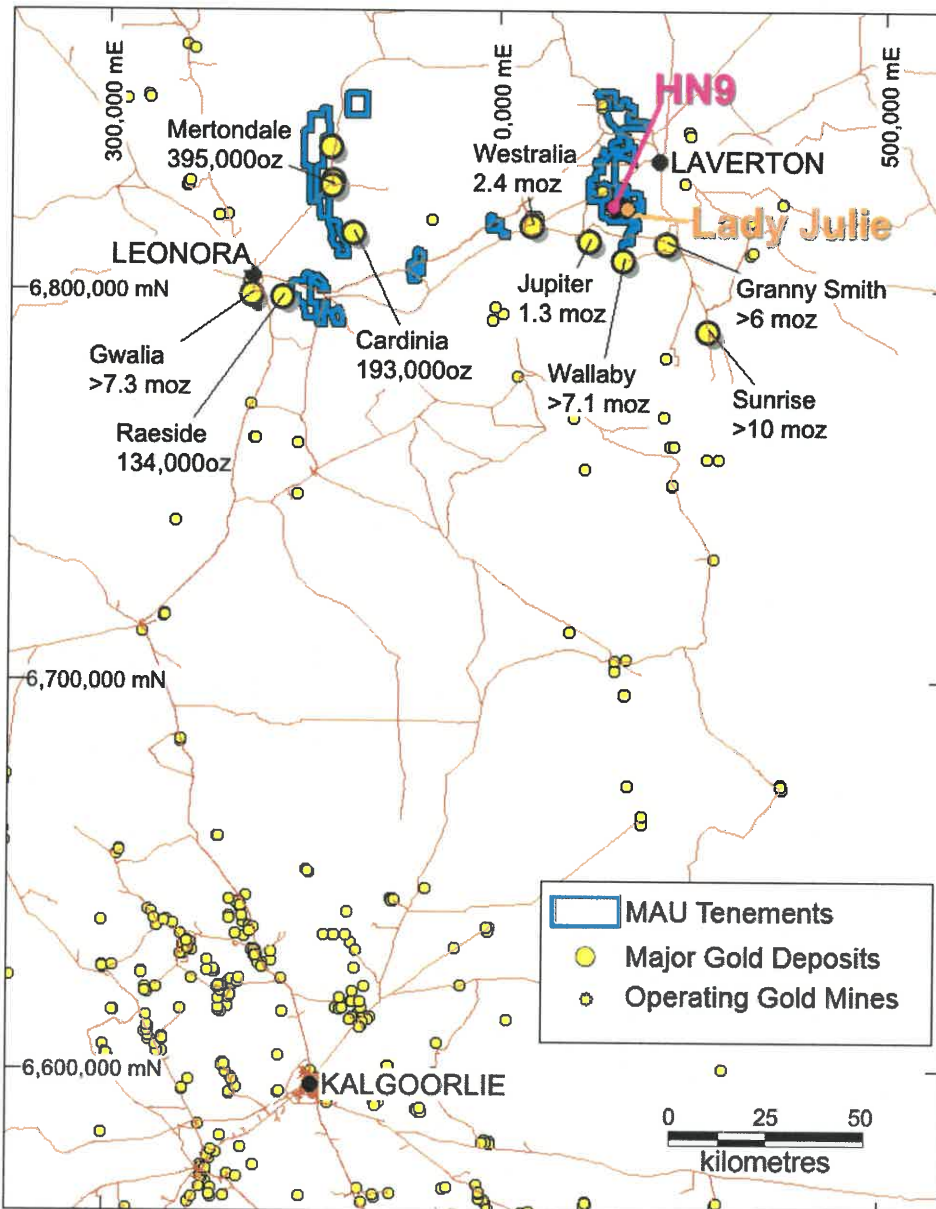 300,000 mE
0,000 mE
500,000 mE
HN9
Mertondale
395,000oz
Westralia
2.4 moz
LAVERTON
Lady Julie
LEONORA
6,800,000 mN
Jupiter
1.3 moz
Granny Smith
>6 moz
Gwalia
>7.3 moz
Cardinia
193,000oz
Wallaby
>7.1 moz
Sunrise
>10 moz
Raeside
134,000oz
6,700,000 mN
MAU Tenements
Major Gold Deposits
Operating Gold Mines
6,600,000 mN
KALGOORLIE
0 25 50
kilometres